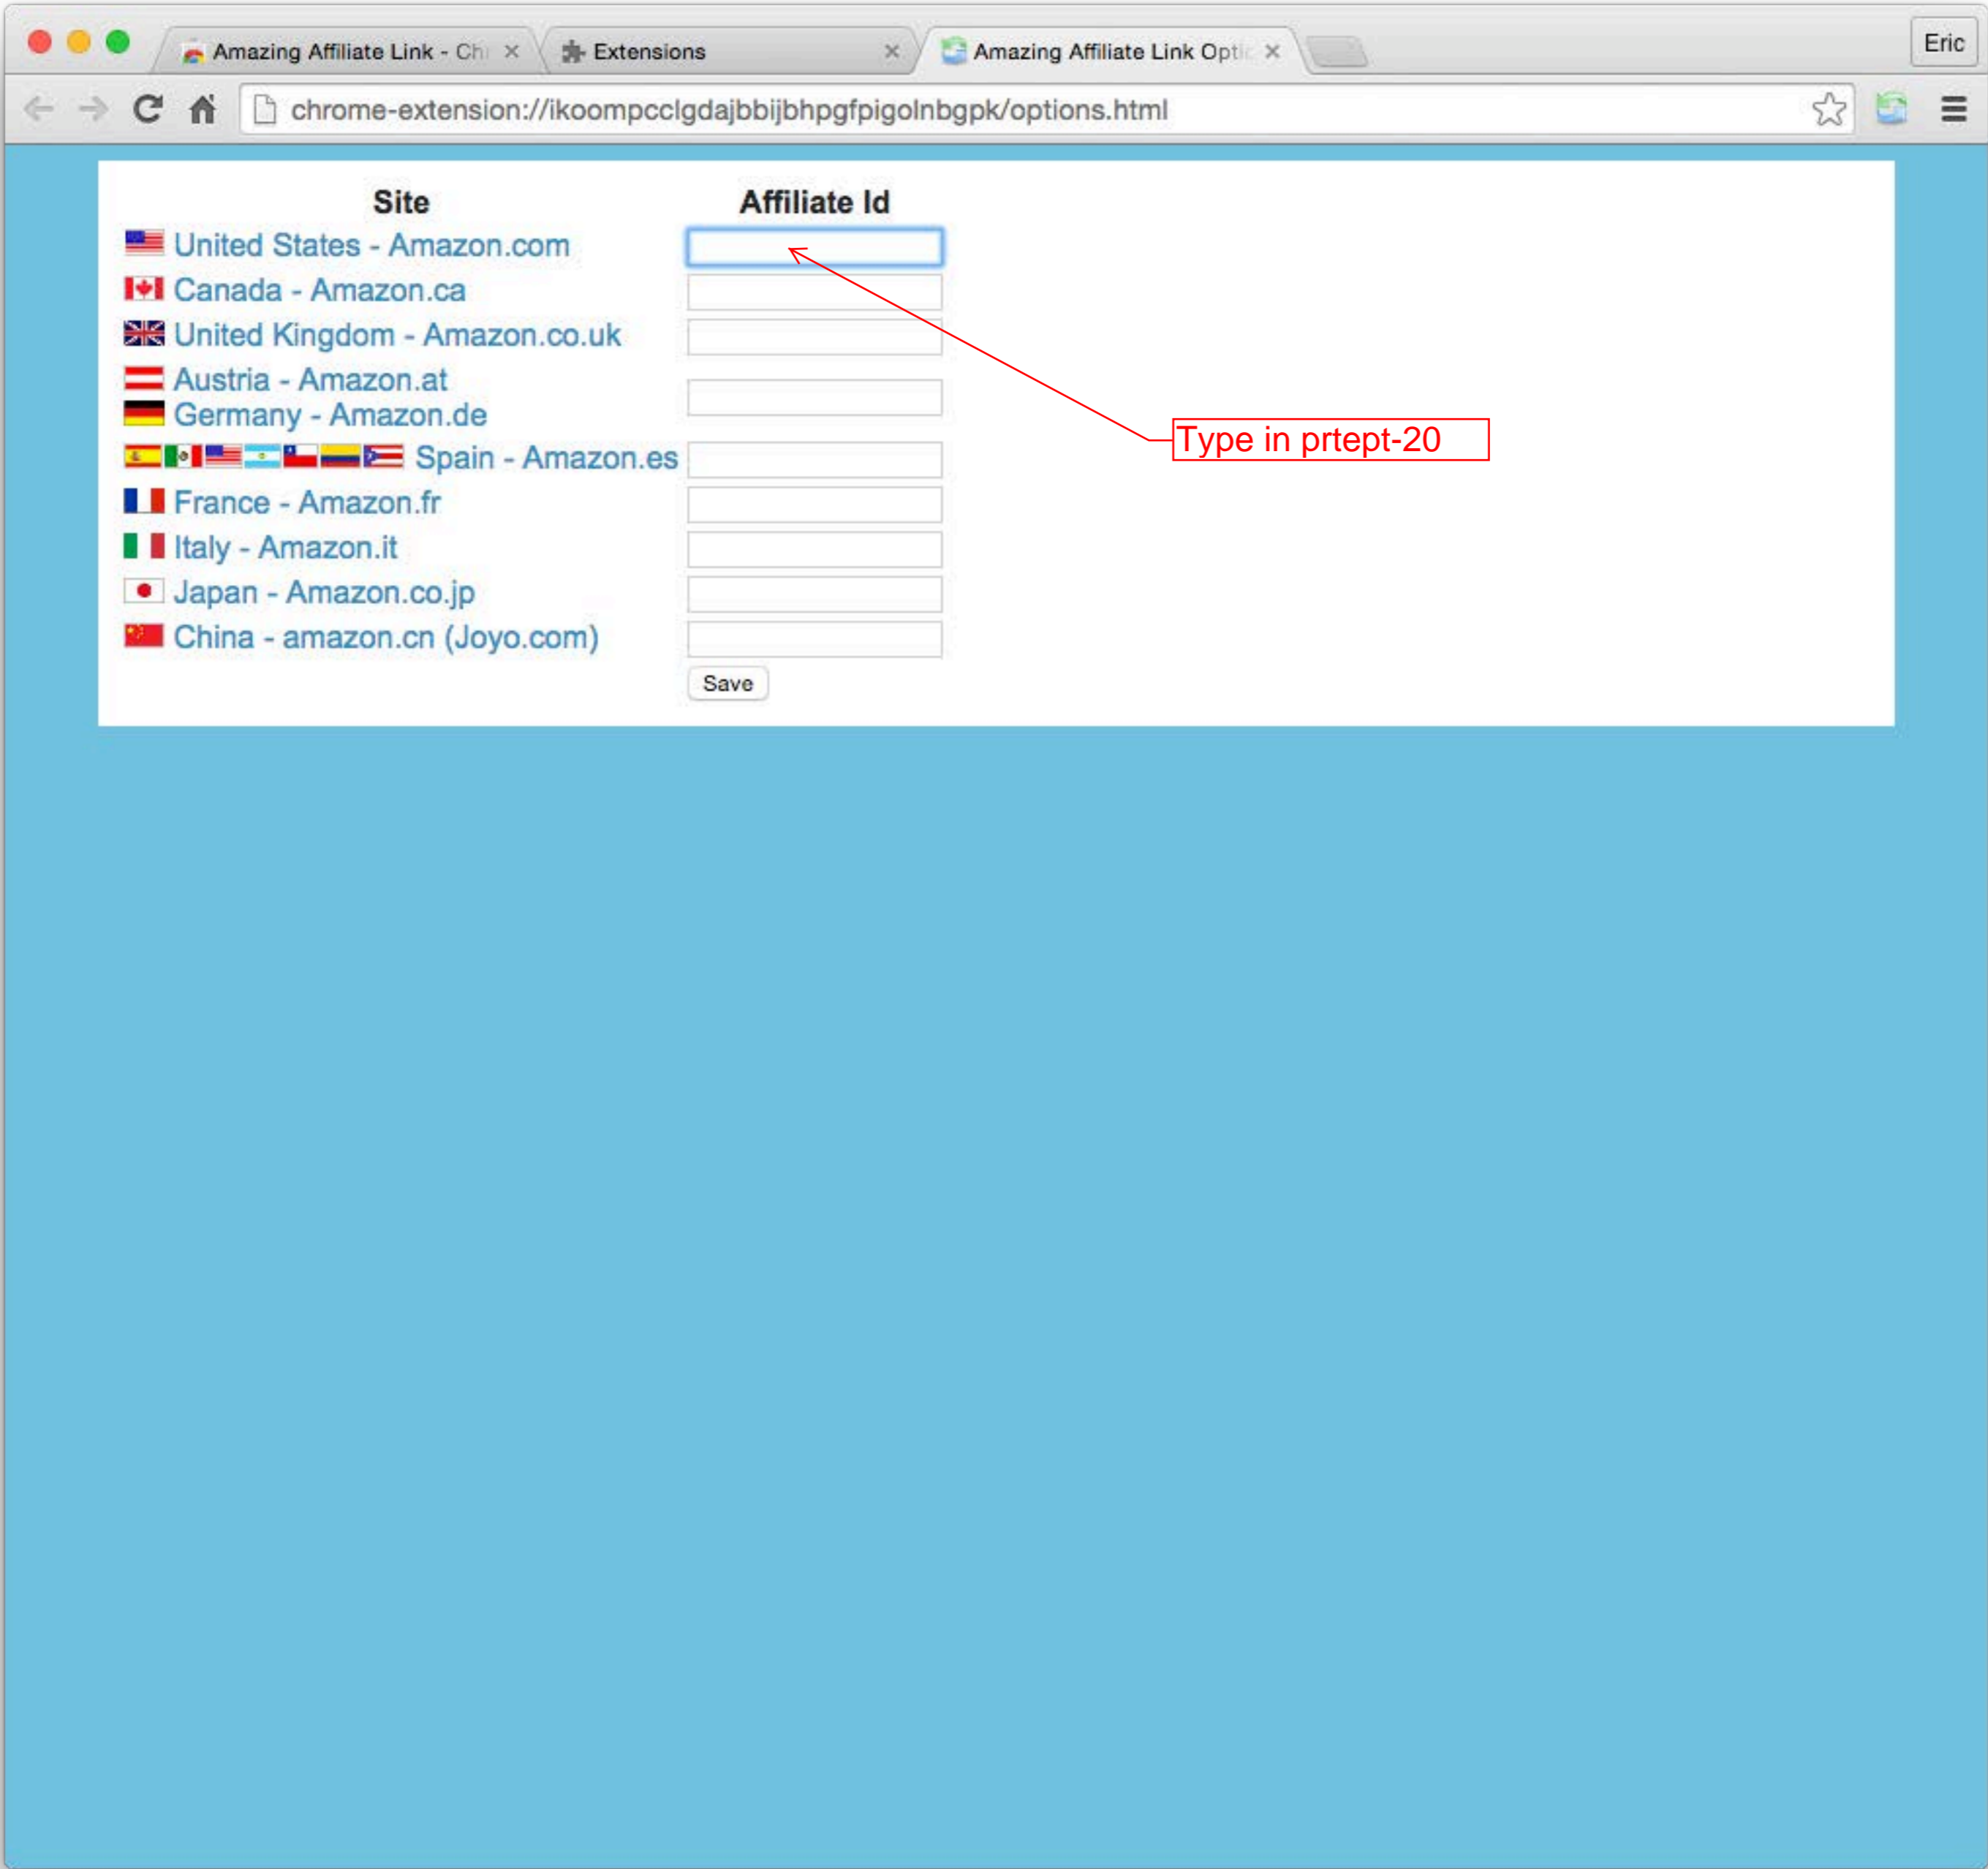 Amazing Affiliate Link - Ch
Extensions
Amazing Affiliate Link Optio
Eric
chrome-extension://ikoompcclgdajbbijbhpgfpigolnbgpk/options.html
Site Affiliate Id
United States - Amazon.com
Canada - Amazon.ca
United Kingdom - Amazon.co.uk
Austria - Amazon.at
Germany - Amazon.de
Type in prtept-20
Spain - Amazon.es
France - Amazon.fr
Italy - Amazon.it
Japan - Amazon.co.jp
China - amazon.cn (Joyo.com)
Save